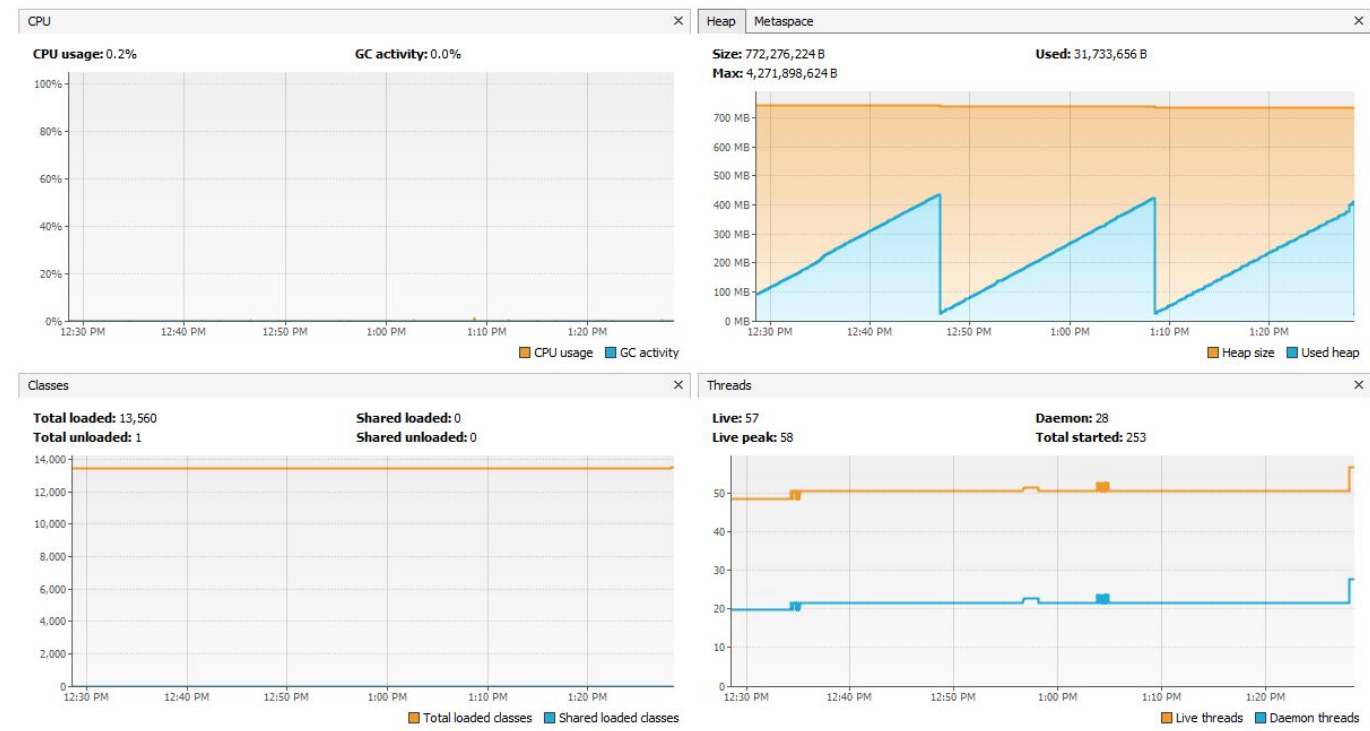 CPU
CPU usage: 0.2%
GC activity: 0.0%
100%
80%
60%
40%
20%
0%
12:30 PM
12:40 PM
12:50 PM
1:00 PM
1:10 PM
1:20 PM
CPU usage
GC activity
Heap
Metaspace
Size: 772,276,224 B
Used: 31,733,656 B
Max: 4,271,898,624 B
700 MB
600 MB
500 MB
400 MB
300 MB
200 MB
100 MB
0 MB
12:30 PM
12:40 PM
12:50 PM
1:00 PM
1:10 PM
1:20 PM
Heap size
Used heap
Classes
Total loaded: 13,560
Shared loaded: 0
Total unloaded: 1
Shared unloaded: 0
14,000
12,000
10,000
8,000
6,000
4,000
2,000
0
12:30 PM
12:40 PM
12:50 PM
1:00 PM
1:10 PM
1:20 PM
Total loaded classes
Shared loaded classes
Threads
Live: 57
Daemon: 28
Live peak: 58
Total started: 253
50
40
30
20
10
0
12:30 PM
12:40 PM
12:50 PM
1:00 PM
1:10 PM
1:20 PM
Live threads
Daemon threads